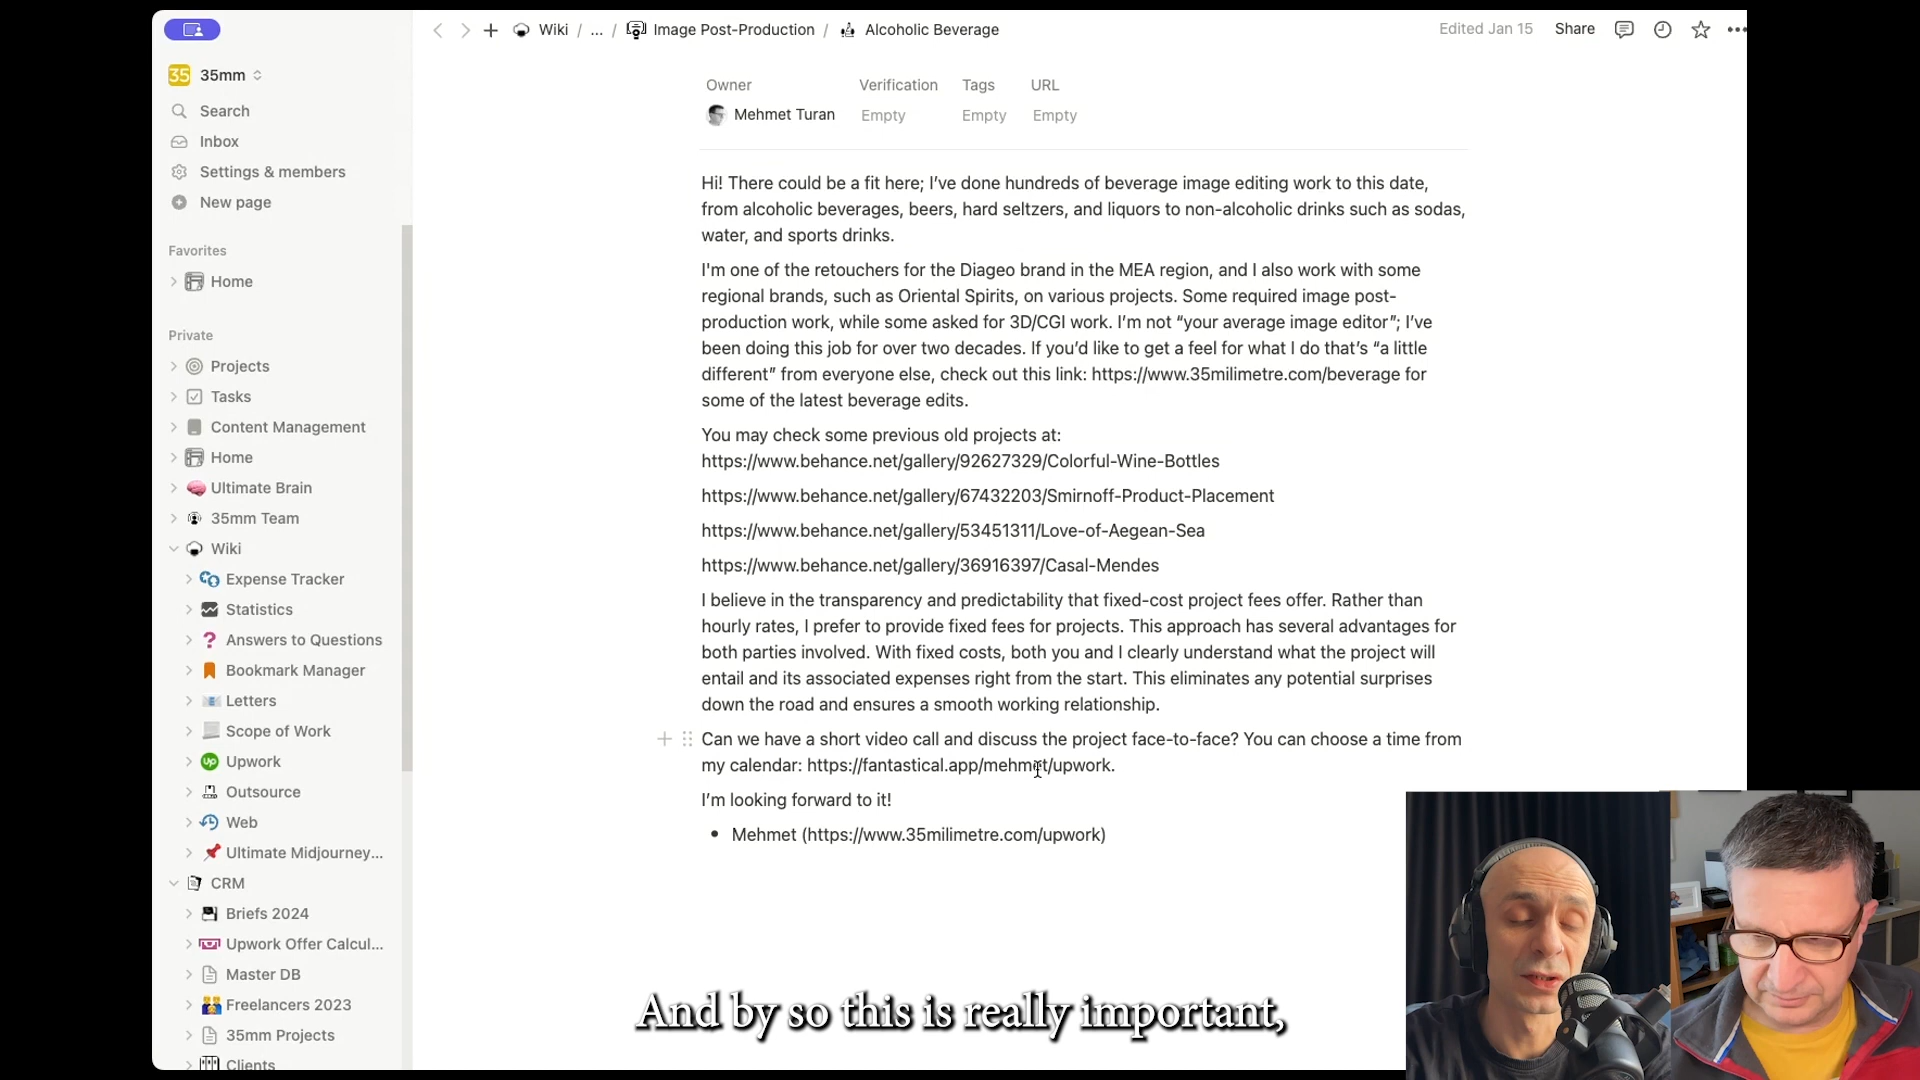 Wiki / ... / Image Post-Production / Alcoholic Beverage
Edited Jan 15 Share
35 35mm
Search
Inbox
Settings & members
New page
Favorites
Home
Private
Projects
Tasks
Content Management
Home
Ultimate Brain
35mm Team
Wiki
Expense Tracker
Statistics
Answers to Questions
Bookmark Manager
Letters
Scope of Work
Upwork
Outsource
Web
Ultimate Midjourney...
CRM
Briefs 2024
Upwork Offer Calcul...
Master DB
Freelancers 2023
35mm Projects
Clients
Owner Verification Tags URL
Mehmet Turan Empty Empty Empty
Hi! There could be a fit here; I’ve done hundreds of beverage image editing work to this date,
from alcoholic beverages, beers, hard seltzers, and liquors to non-alcoholic drinks such as sodas,
water, and sports drinks.
I'm one of the retouchers for the Diageo brand in the MEA region, and I also work with some
regional brands, such as Oriental Spirits, on various projects. Some required image post-
production work, while some asked for 3D/CGI work. I’m not “your average image editor”; I’ve
been doing this job for over two decades. If you’d like to get a feel for what I do that’s “a little
different” from everyone else, check out this link: https://www.35milimetre.com/beverage for
some of the latest beverage edits.
You may check some previous old projects at:
https://www.behance.net/gallery/92627329/Colorful-Wine-Bottles
https://www.behance.net/gallery/67432203/Smirnoff-Product-Placement
https://www.behance.net/gallery/53451311/Love-of-Aegean-Sea
https://www.behance.net/gallery/36916397/Casal-Mendes
I believe in the transparency and predictability that fixed-cost project fees offer. Rather than
hourly rates, I prefer to provide fixed fees for projects. This approach has several advantages for
both parties involved. With fixed costs, both you and I clearly understand what the project will
entail and its associated expenses right from the start. This eliminates any potential surprises
down the road and ensures a smooth working relationship.
Can we have a short video call and discuss the project face-to-face? You can choose a time from
my calendar: https://fantastical.app/mehmet/upwork.
I’m looking forward to it!
• Mehmet (https://www.35milimetre.com/upwork)
And by so this is really important,